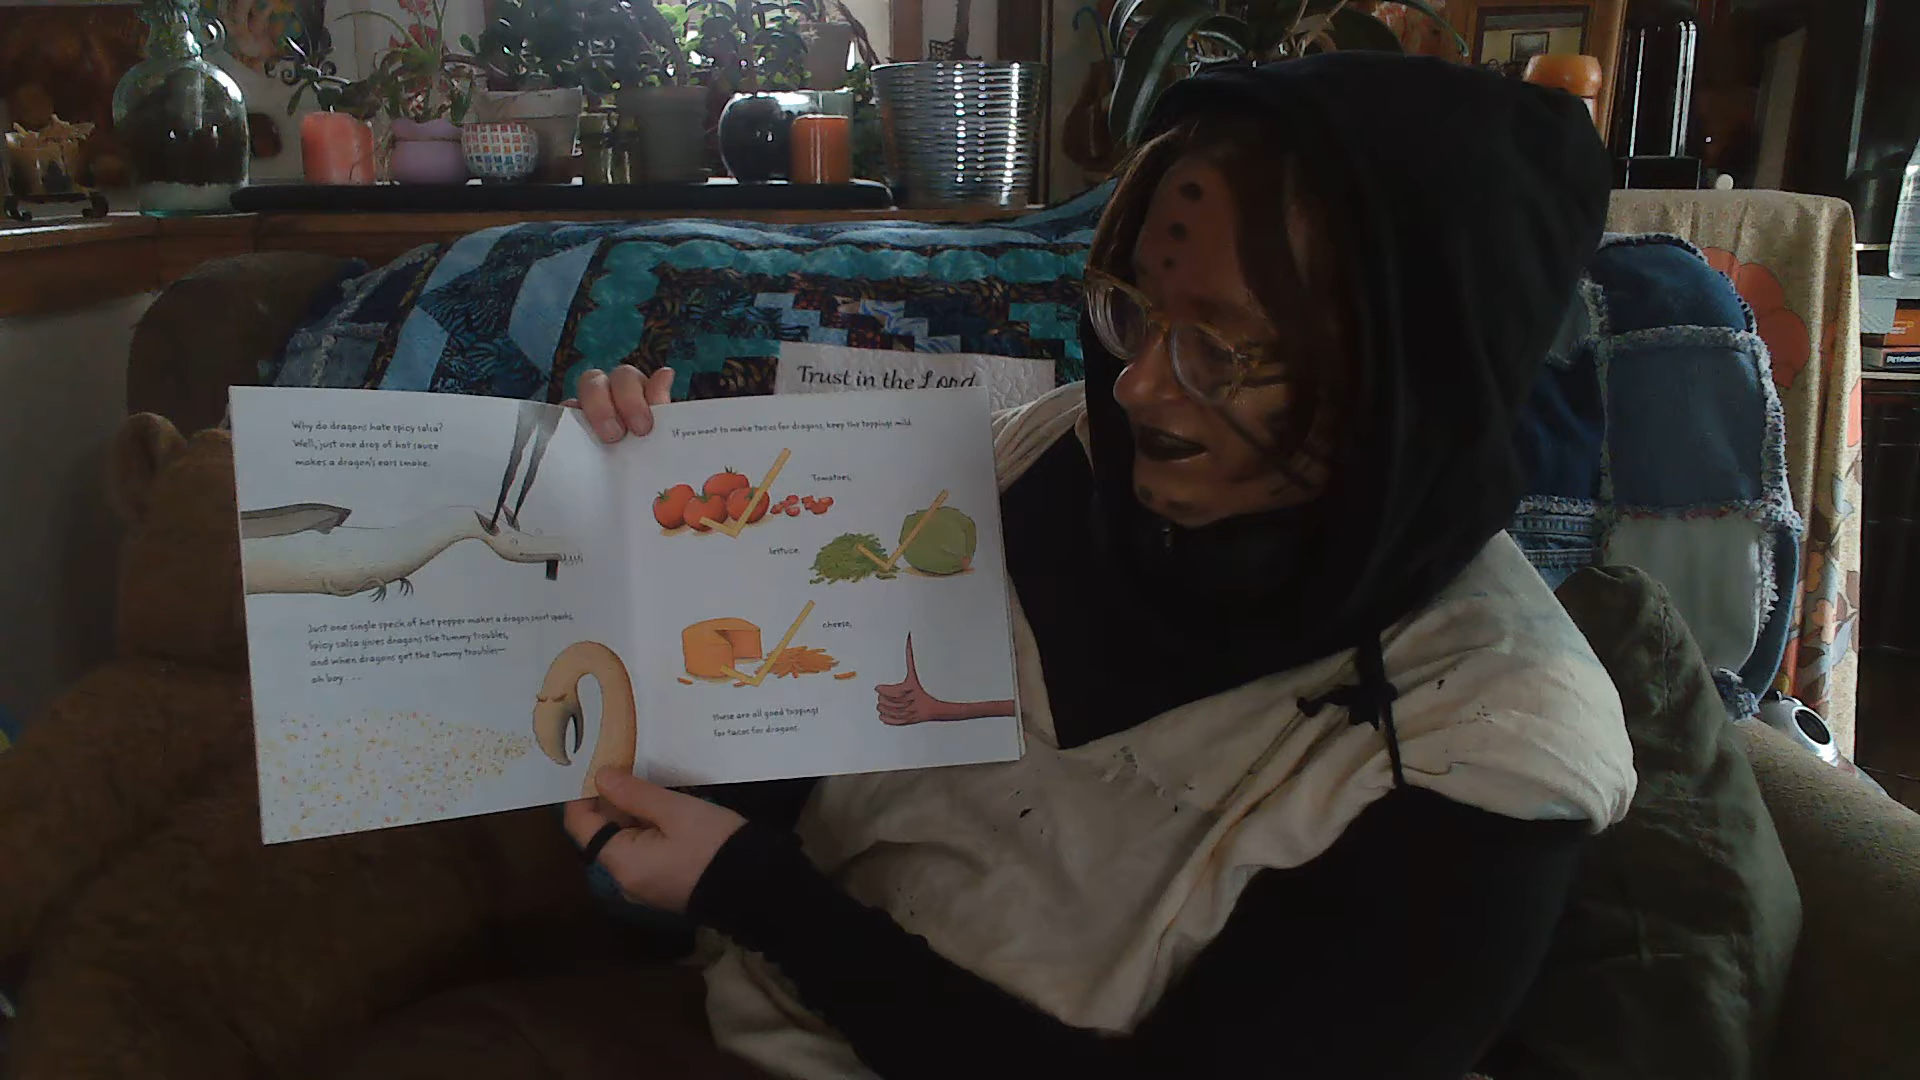 Trust in the Lord
Why do dragons hate spicy salsa?
Well, just one drop of hot sauce
makes a dragon's ears smoke.
Just one single speck of hot pepper makes a dragon snort sparks.
Spicy salsa gives dragons the tummy troubles,
and when dragons get the tummy troubles—
oh boy . . .
If you want to make tacos for dragons, keep the toppings mild.
Tomatoes,
lettuce,
cheese,
these are all good toppings
for tacos for dragons.